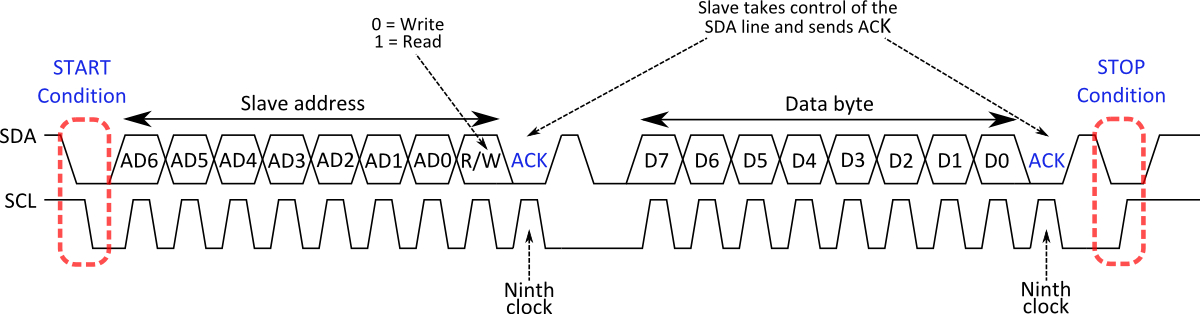 Slave takes control of the
SDA line and sends ACK
0 = Write
1 = Read
START
Condition
STOP
Condition
Slave address
Data byte
SDA
AD6 AD5 AD4 AD3 AD2 AD1 AD0 R/W ACK D7 D6 D5 D4 D3 D2 D1 D0 ACK
SCL
Ninth
clock
Ninth
clock